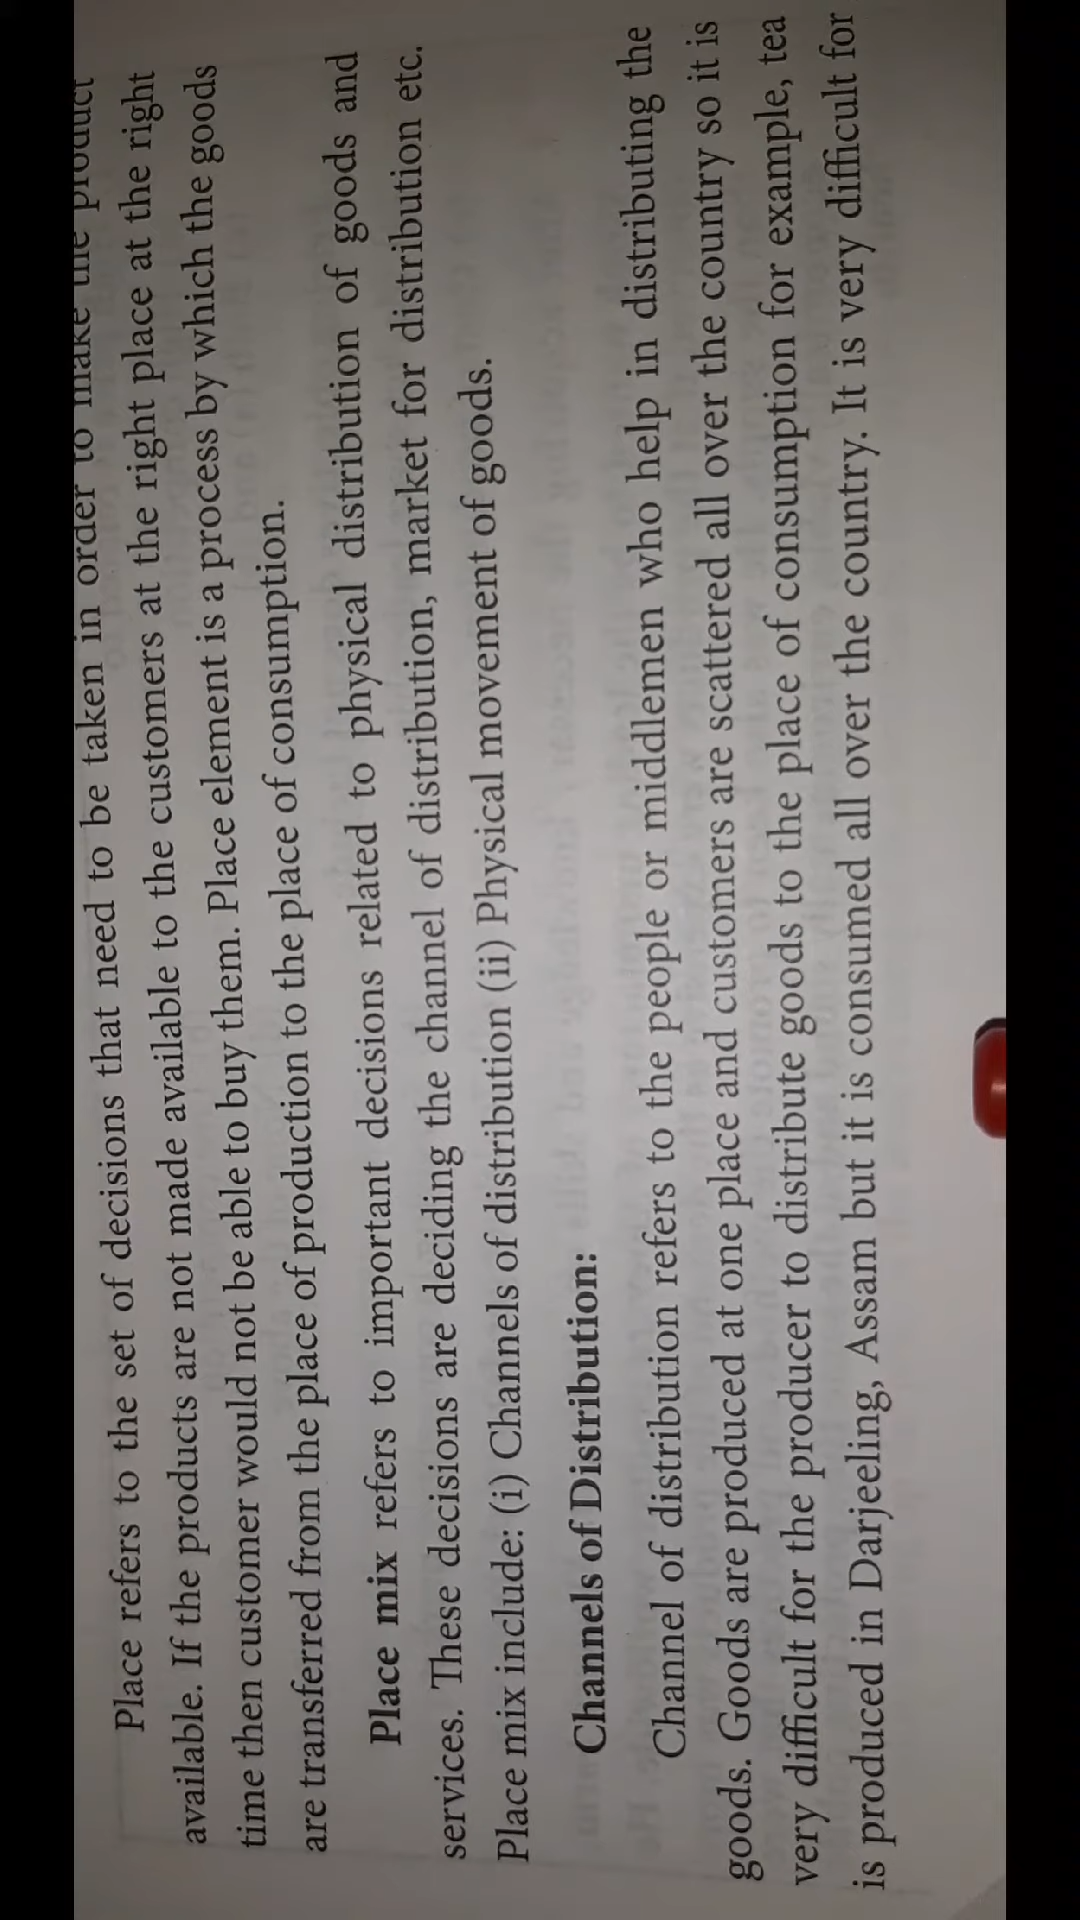 Place refers to the set of decisions that need to be taken in order to make the product
available. If the products are not made available to the customers at the right place at the right
time then customer would not be able to buy them. Place element is a process by which the goods
are transferred from the place of production to the place of consumption.
Place mix refers to important decisions related to physical distribution of goods and
services. These decisions are deciding the channel of distribution, market for distribution etc.
Place mix include: (i) Channels of distribution (ii) Physical movement of goods.
Channels of Distribution:
Channel of distribution refers to the people or middlemen who help in distributing the
goods. Goods are produced at one place and customers are scattered all over the country so it is
very difficult for the producer to distribute goods to the place of consumption for example, tea
is produced in Darjeeling, Assam but it is consumed all over the country. It is very difficult for